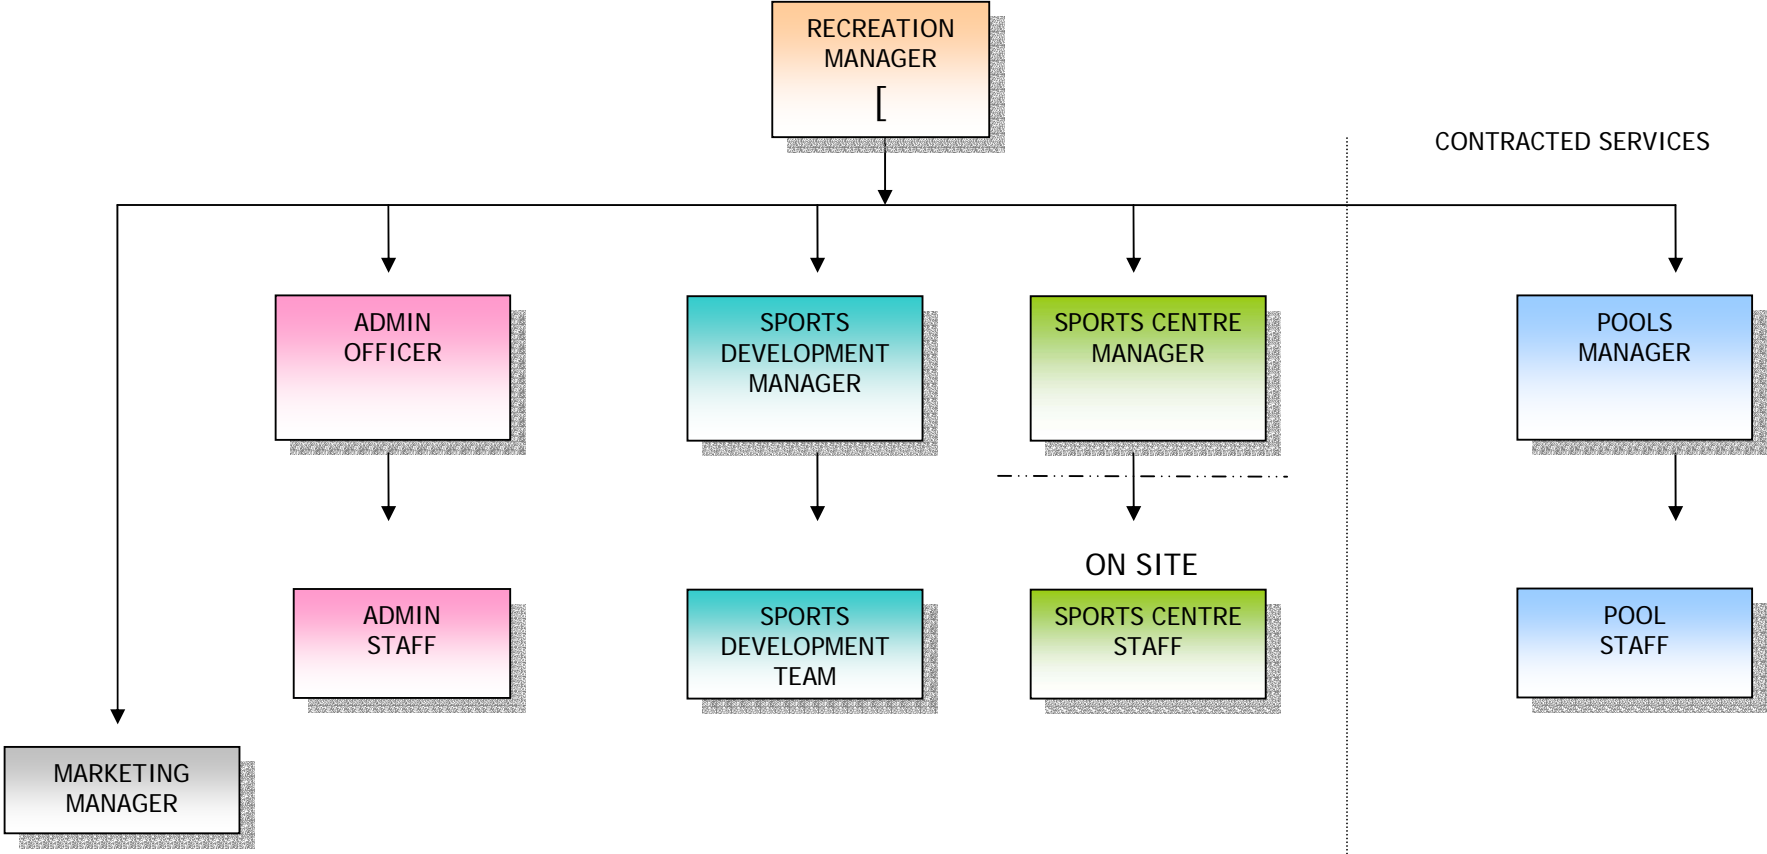 RECREATION
MANAGER
[
CONTRACTED SERVICES
ADMIN
OFFICER
SPORTS
DEVELOPMENT
MANAGER
SPORTS CENTRE
MANAGER
POOLS
MANAGER
ON SITE
ADMIN
STAFF
SPORTS
DEVELOPMENT
TEAM
SPORTS CENTRE
STAFF
POOL
STAFF
MARKETING
MANAGER